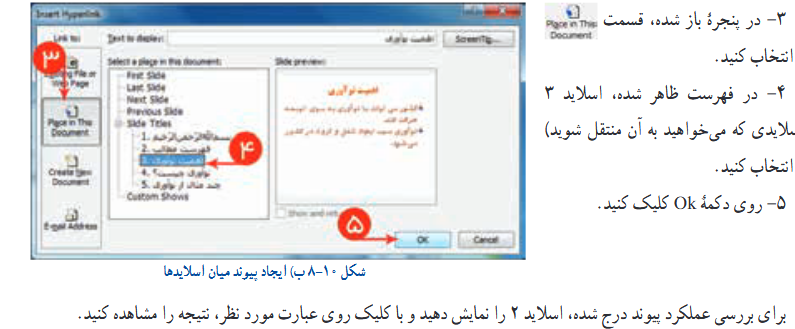 ۳- در پنجرهٔ باز شده، قسمت Place in This Document
انتخاب کنید.
۴- در فهرست ظاهر شده، اسلاید ۳
سلایدی که می‌خواهید به آن منتقل شوید)
انتخاب کنید.
۵- روی دکمهٔ Ok کلیک کنید.
Insert Hyperlink
Link to:
Text to display: اهمیت نوآوری
ScreenTip...
Select a place in this document:
Slide preview:
۳
Existing File or
Web Page
Place in This
Document
Create New
Document
E-mail Address
First Slide
Last Slide
Next Slide
Previous Slide
Slide Titles
1. بسم‌الله‌الرحمن‌الرحیم
2. فهرست مطالب
3. اهمیت نوآوری
4. نوآوری چیست؟
5. چند مثال از نوآوری
Custom Shows
۴
اهمیت نوآوری
کشور می تواند با نوآوری به سوی توسعه
حرکت کند.
نوآوری سبب ایجاد شغل و ثروت در کشور
می‌شود.
Show and return
۵
OK
Cancel
شکل ۱۰-۸ ب) ایجاد پیوند میان اسلایدها
برای بررسی عملکرد پیوند درج شده، اسلاید ۲ را نمایش دهید و با کلیک روی عبارت مورد نظر، نتیجه را مشاهده کنید.